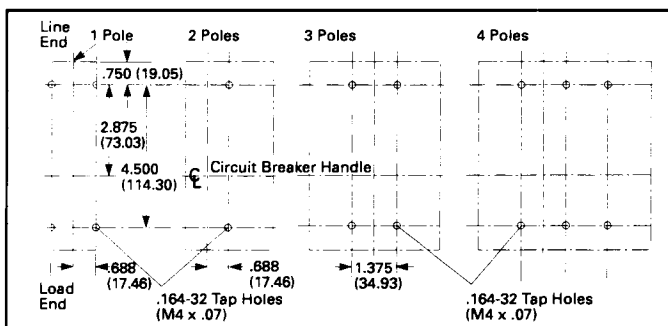 Line
End
1 Pole
2 Poles
3 Poles
4 Poles
.750 (19.05)
2.875
(73.03)
4.500
(114.30)
℄ Circuit Breaker Handle
.688
(17.46)
.688
(17.46)
1.375
(34.93)
Load
End
.164-32 Tap Holes
(M4 x .07)
.164-32 Tap Holes
(M4 x .07)